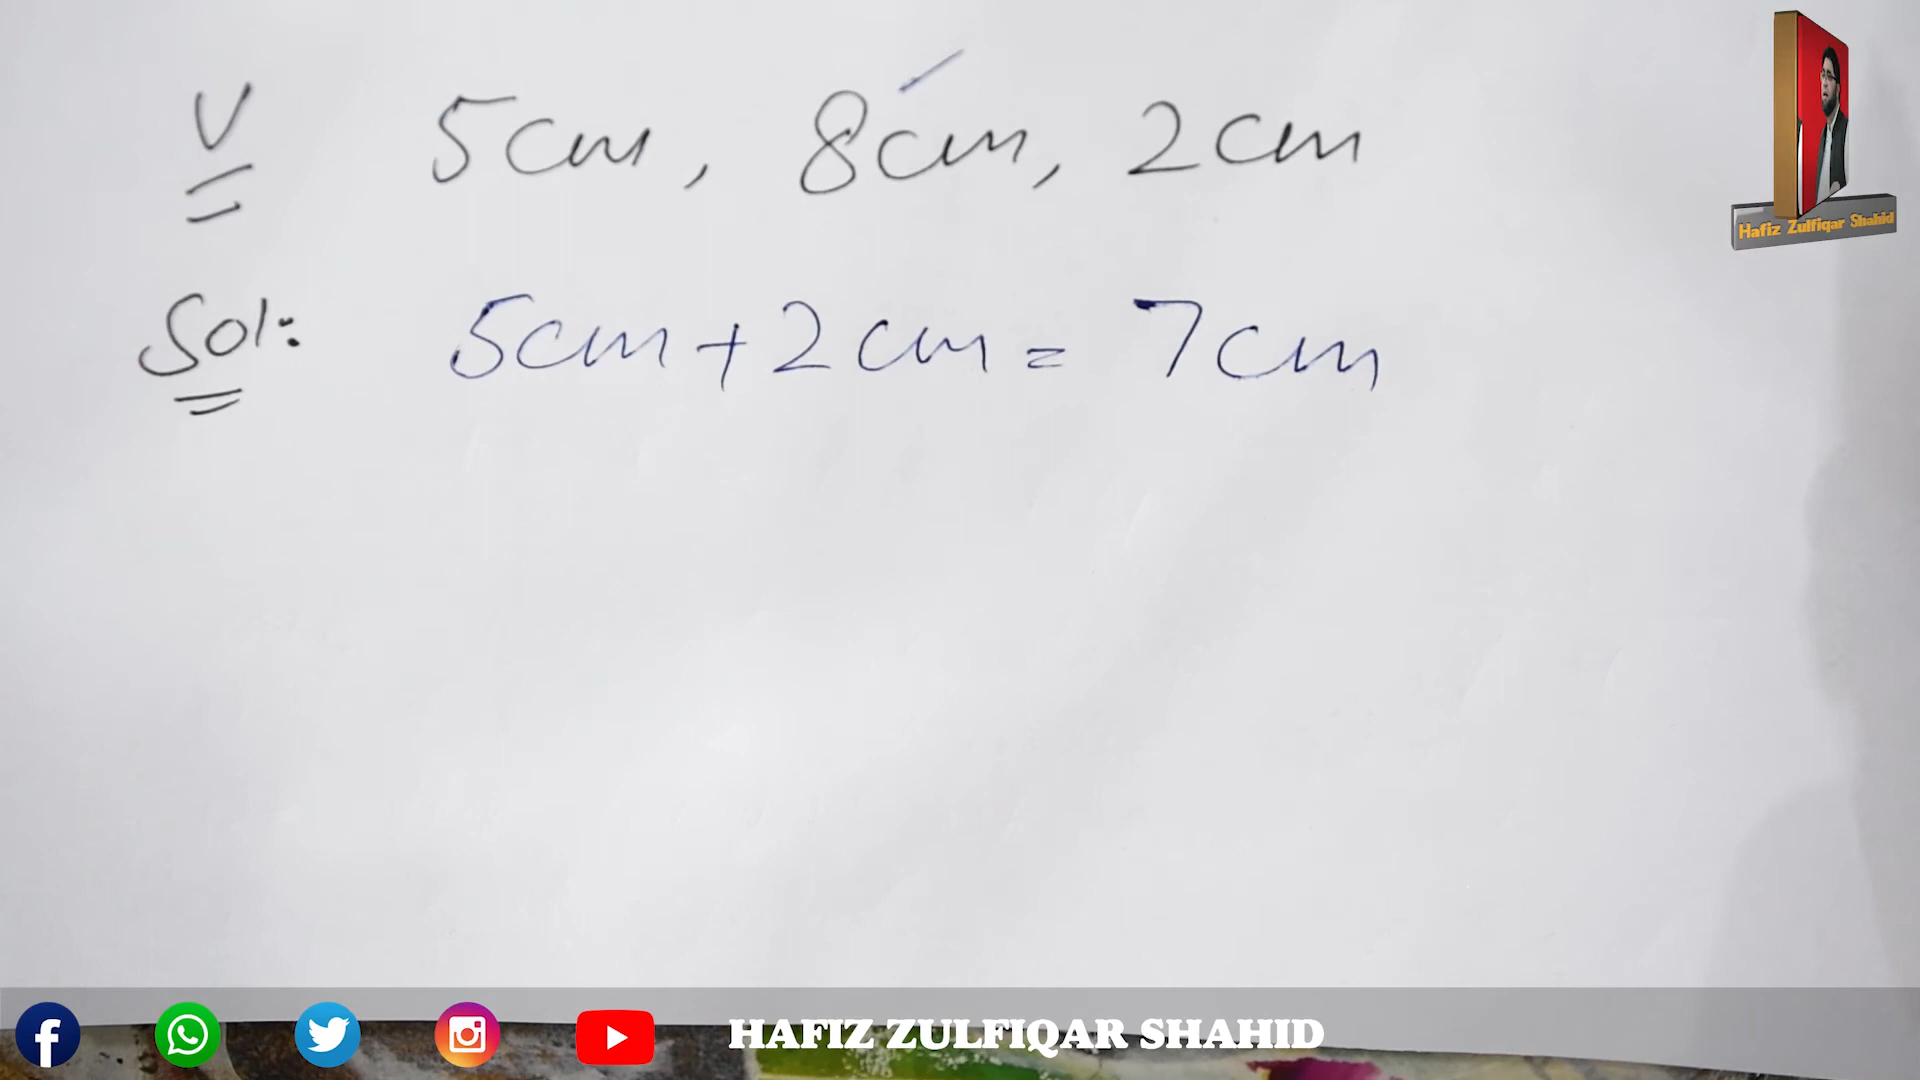 V 5cm, 8cm, 2cm
Sol: 5cm + 2cm = 7cm
Hafiz Zulfiqar Shahid
HAFIZ ZULFIQAR SHAHID